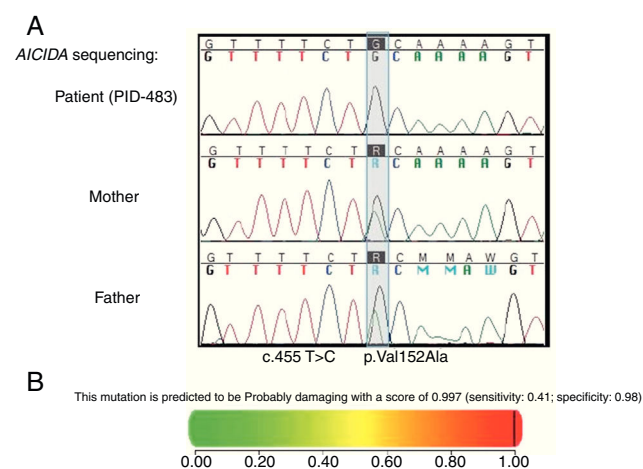 A
AICIDA sequencing:
G T T T T C T G C A A A A G T
G T T T T C T G C A A A A G T
Patient (PID-483)
G T T T T C T R C A A A A G T
G T T T T C T R C A A A A G T
Mother
G T T T T C T R C M M A W G T
G T T T T C T R C M M A W G T
Father
c.455 T>C p.Val152Ala
B
This mutation is predicted to be Probably damaging with a score of 0.997 (sensitivity: 0.41; specificity: 0.98)
0.00 0.20 0.40 0.60 0.80 1.00